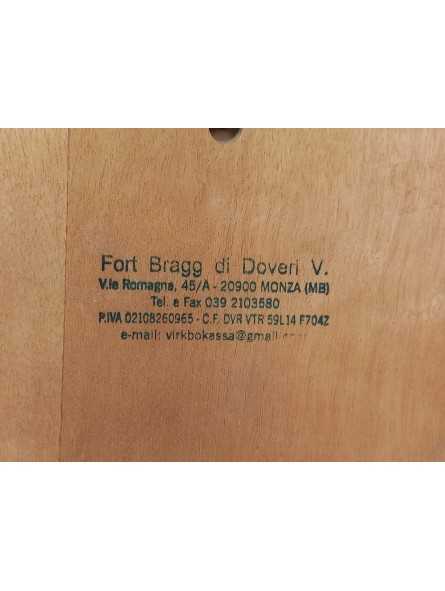 Fort Bragg di Doveri V.
V.le Romagna, 45/A - 20900 MONZA (MB)
Tel. e Fax 039 2103580
P.IVA 02108260965 - C.F. DVR VTR 59L14 F704Z
e-mail: virkbokassa@gmail.com